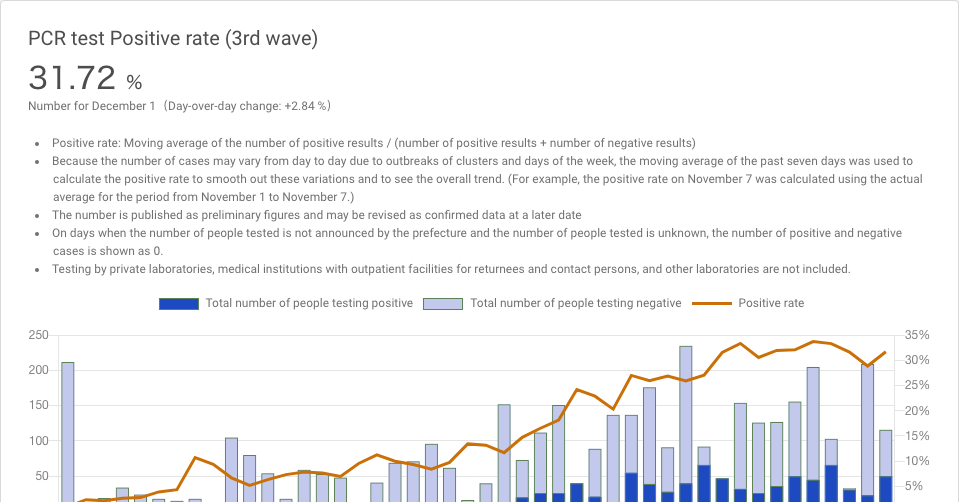 PCR test Positive rate (3rd wave)
31.72 %
Number for December 1（Day-over-day change: +2.84 %）
• Positive rate: Moving average of the number of positive results / (number of positive results + number of negative results)
• Because the number of cases may vary from day to day due to outbreaks of clusters and days of the week, the moving average of the past seven days was used to
calculate the positive rate to smooth out these variations and to see the overall trend. (For example, the positive rate on November 7 was calculated using the actual
average for the period from November 1 to November 7.)
• The number is published as preliminary figures and may be revised as confirmed data at a later date
• On days when the number of people tested is not announced by the prefecture and the number of people tested is unknown, the number of positive and negative
cases is shown as 0.
• Testing by private laboratories, medical institutions with outpatient facilities for returnees and contact persons, and other laboratories are not included.
Total number of people testing positive Total number of people testing negative Positive rate
250 35%
200 30%
25%
150 20%
15%
100 10%
50 5%